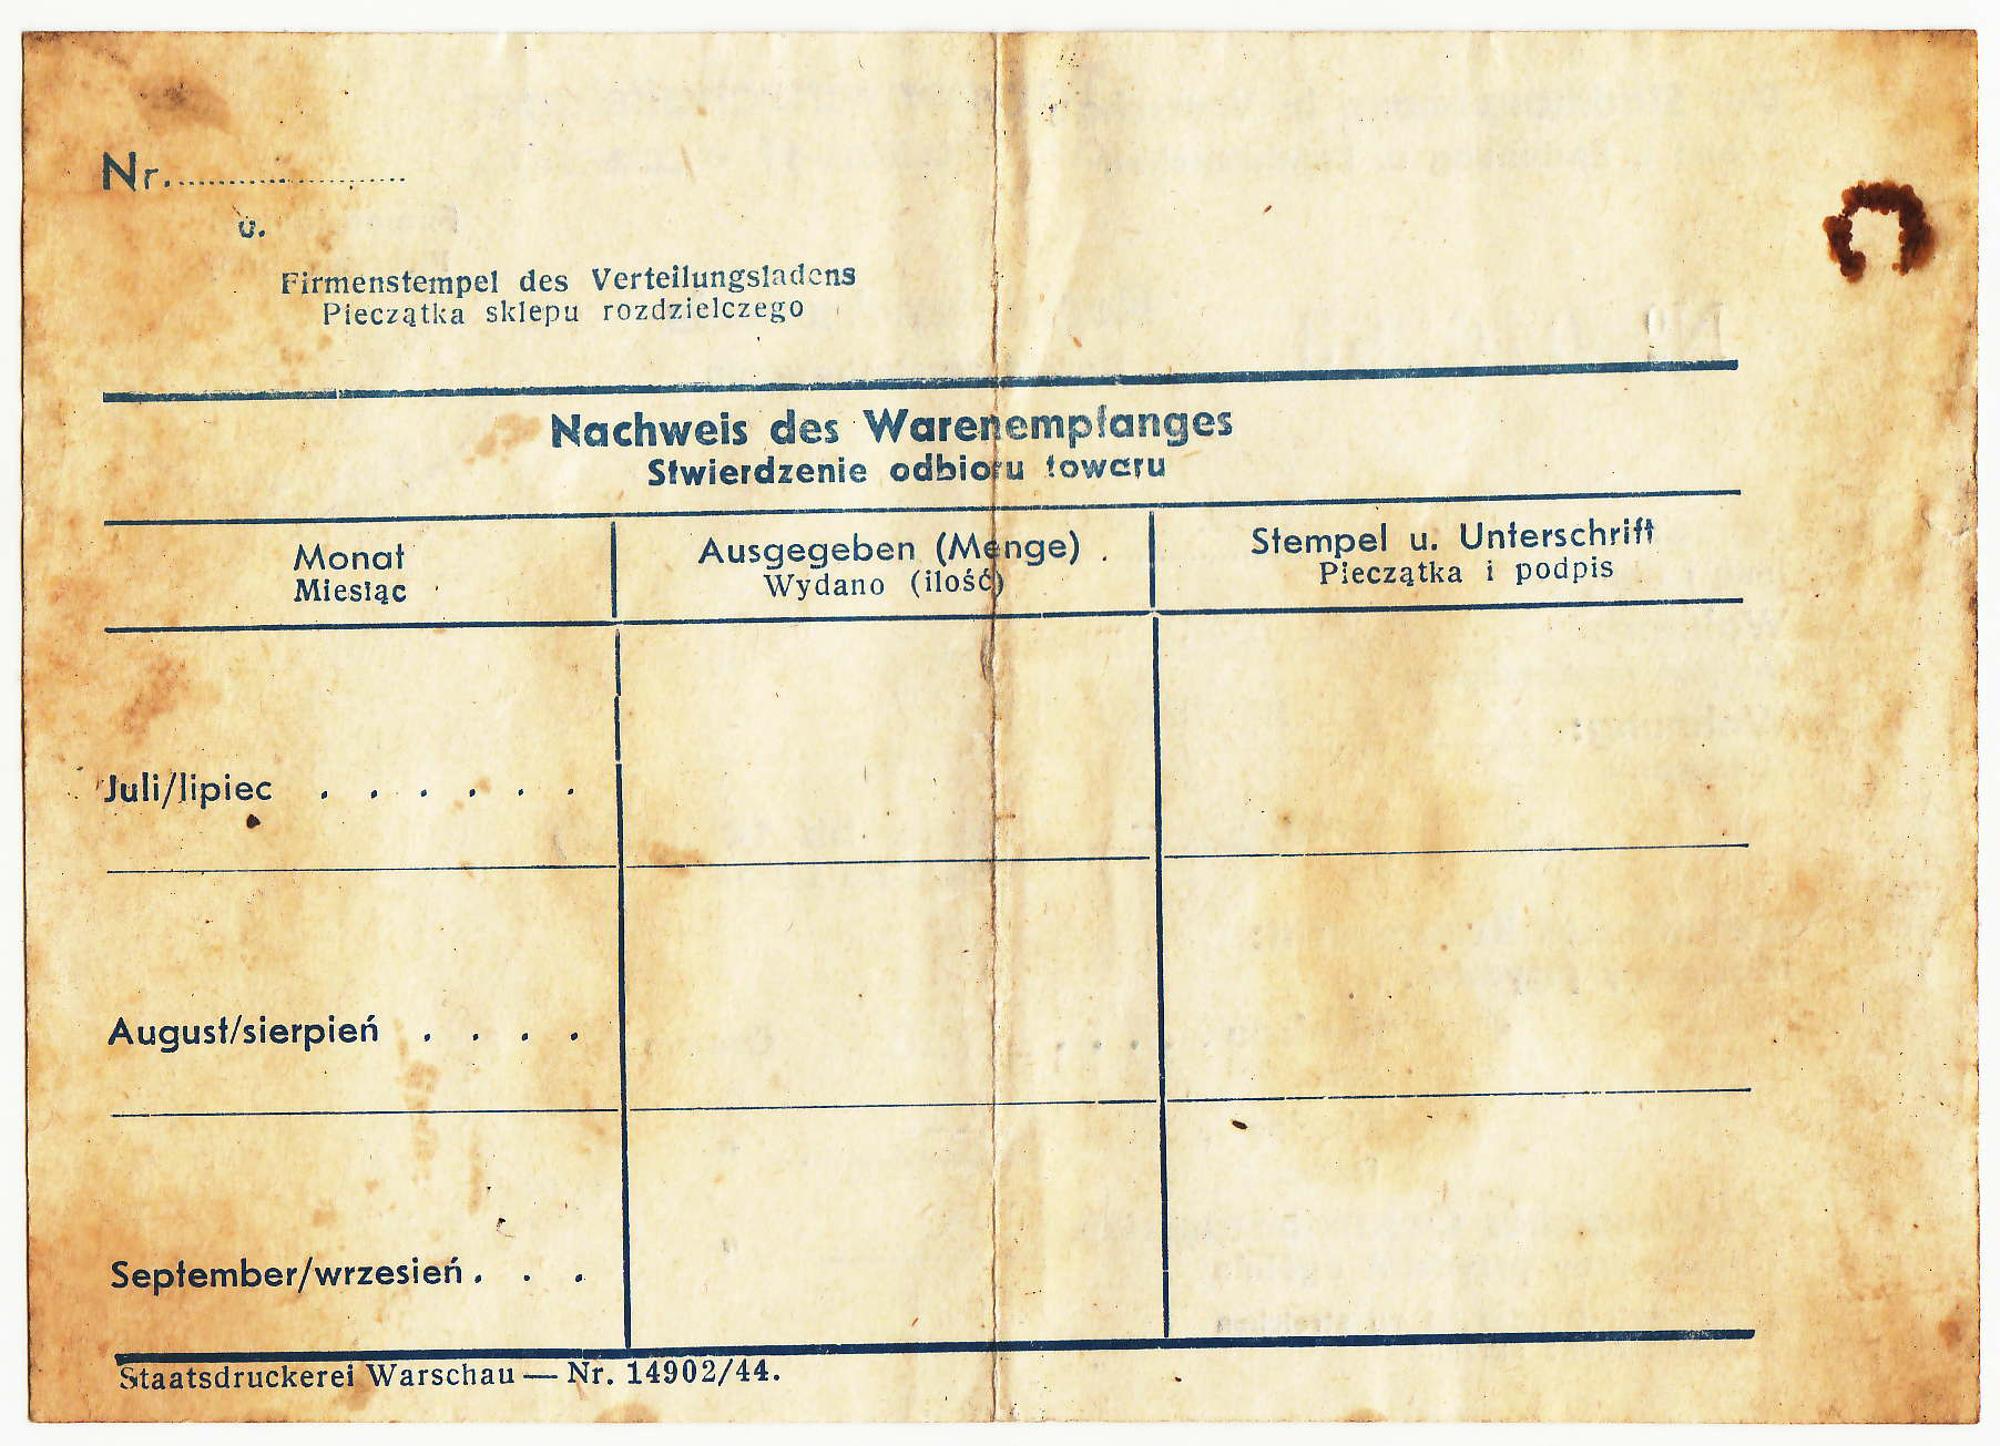 Nr. ........................
u.
Firmenstempel des Verteilungsladens
Pieczątka sklepu rozdzielczego
Nachweis des Warenempfanges
Stwierdzenie odbioru towaru
Monat
Miesiąc
Ausgegeben (Menge)
Wydano (ilość)
Stempel u. Unterschrift
Pieczątka i podpis
Juli/lipiec . . . . . .
August/sierpień . . . .
September/wrzesień . . .
Staatsdruckerei Warschau — Nr. 14902/44.